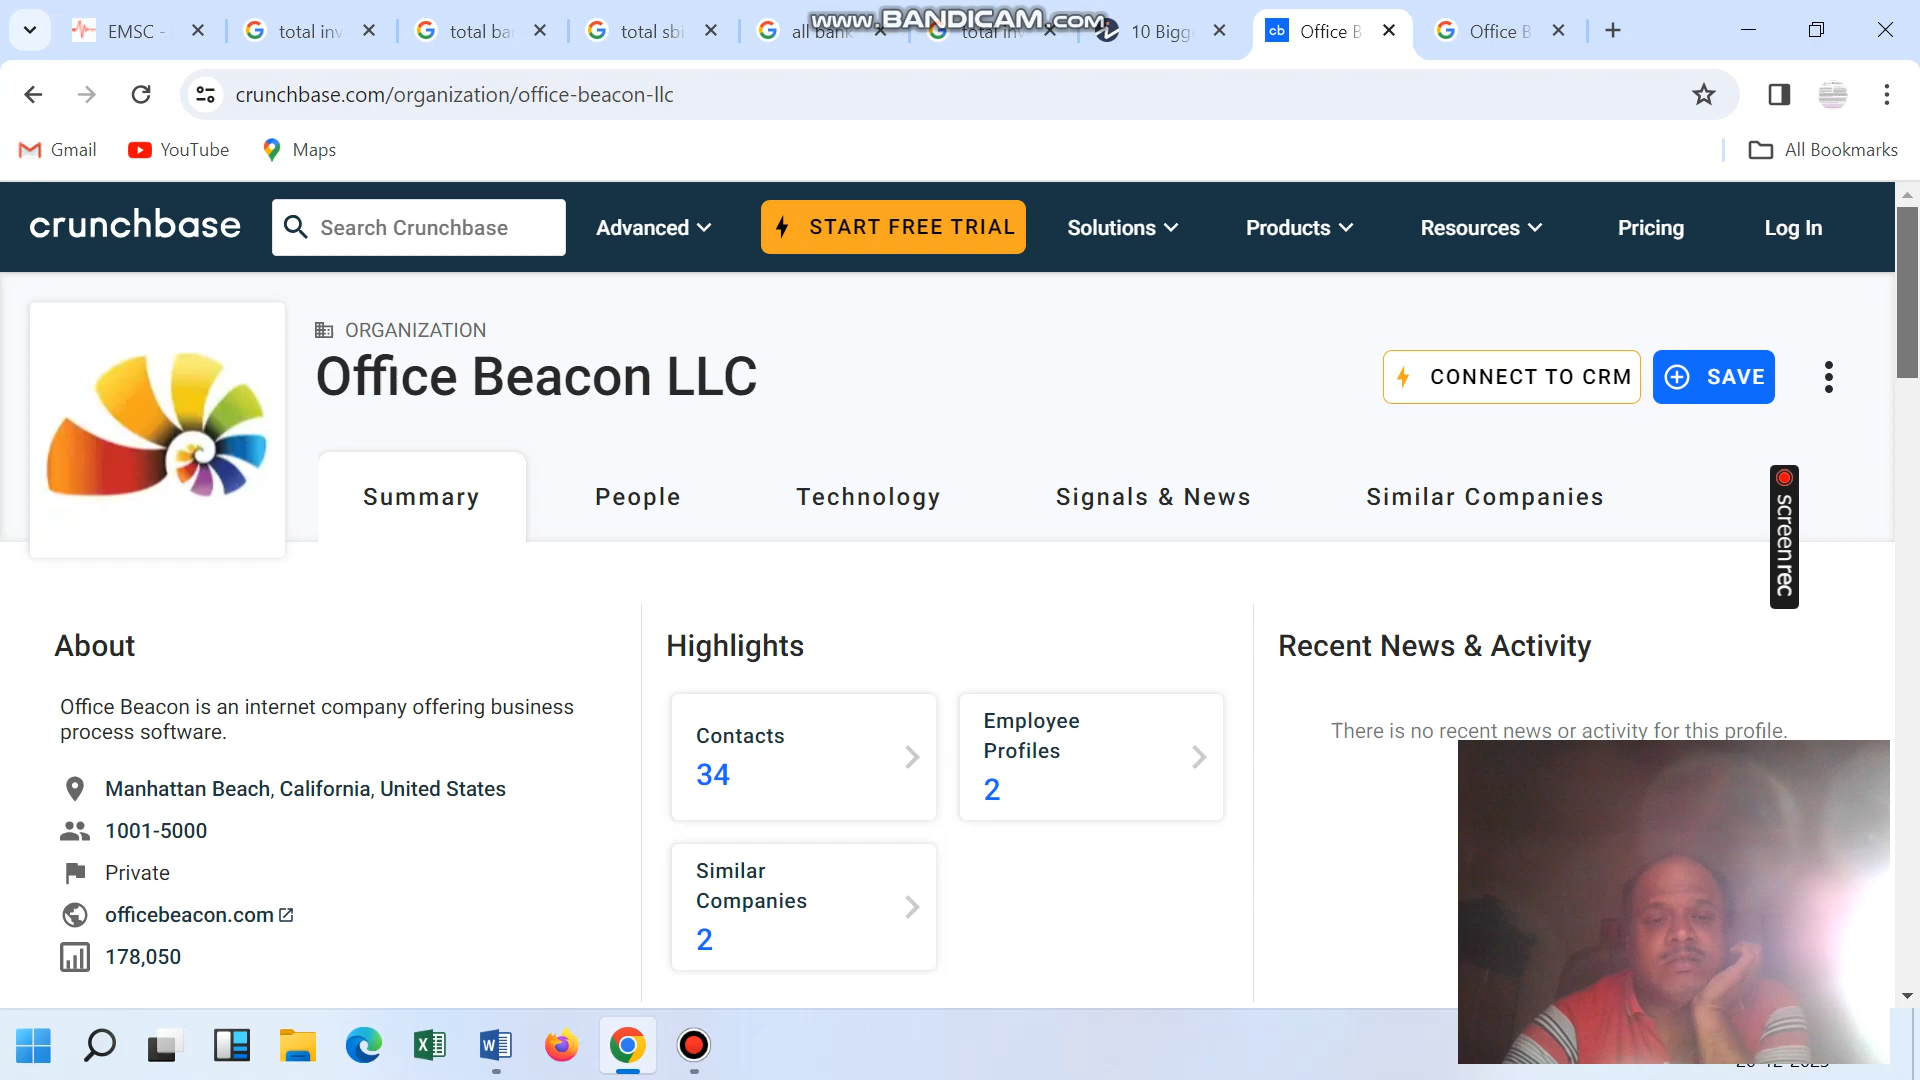 EMSC -
total inv
total ba
total sbi
all bank
total inv
10 Bigg
Office B
Office B
www.BANDICAM.com
crunchbase.com/organization/office-beacon-llc
Gmail
YouTube
Maps
All Bookmarks
crunchbase
Search Crunchbase
Advanced
START FREE TRIAL
Solutions
Products
Resources
Pricing
Log In
ORGANIZATION
Office Beacon LLC
CONNECT TO CRM
SAVE
Summary
People
Technology
Signals & News
Similar Companies
screenrec
About
Office Beacon is an internet company offering business
process software.
Manhattan Beach, California, United States
1001-5000
Private
officebeacon.com
178,050
Highlights
Contacts
34
Employee
Profiles
2
Similar
Companies
2
Recent News & Activity
There is no recent news or activity for this profile.